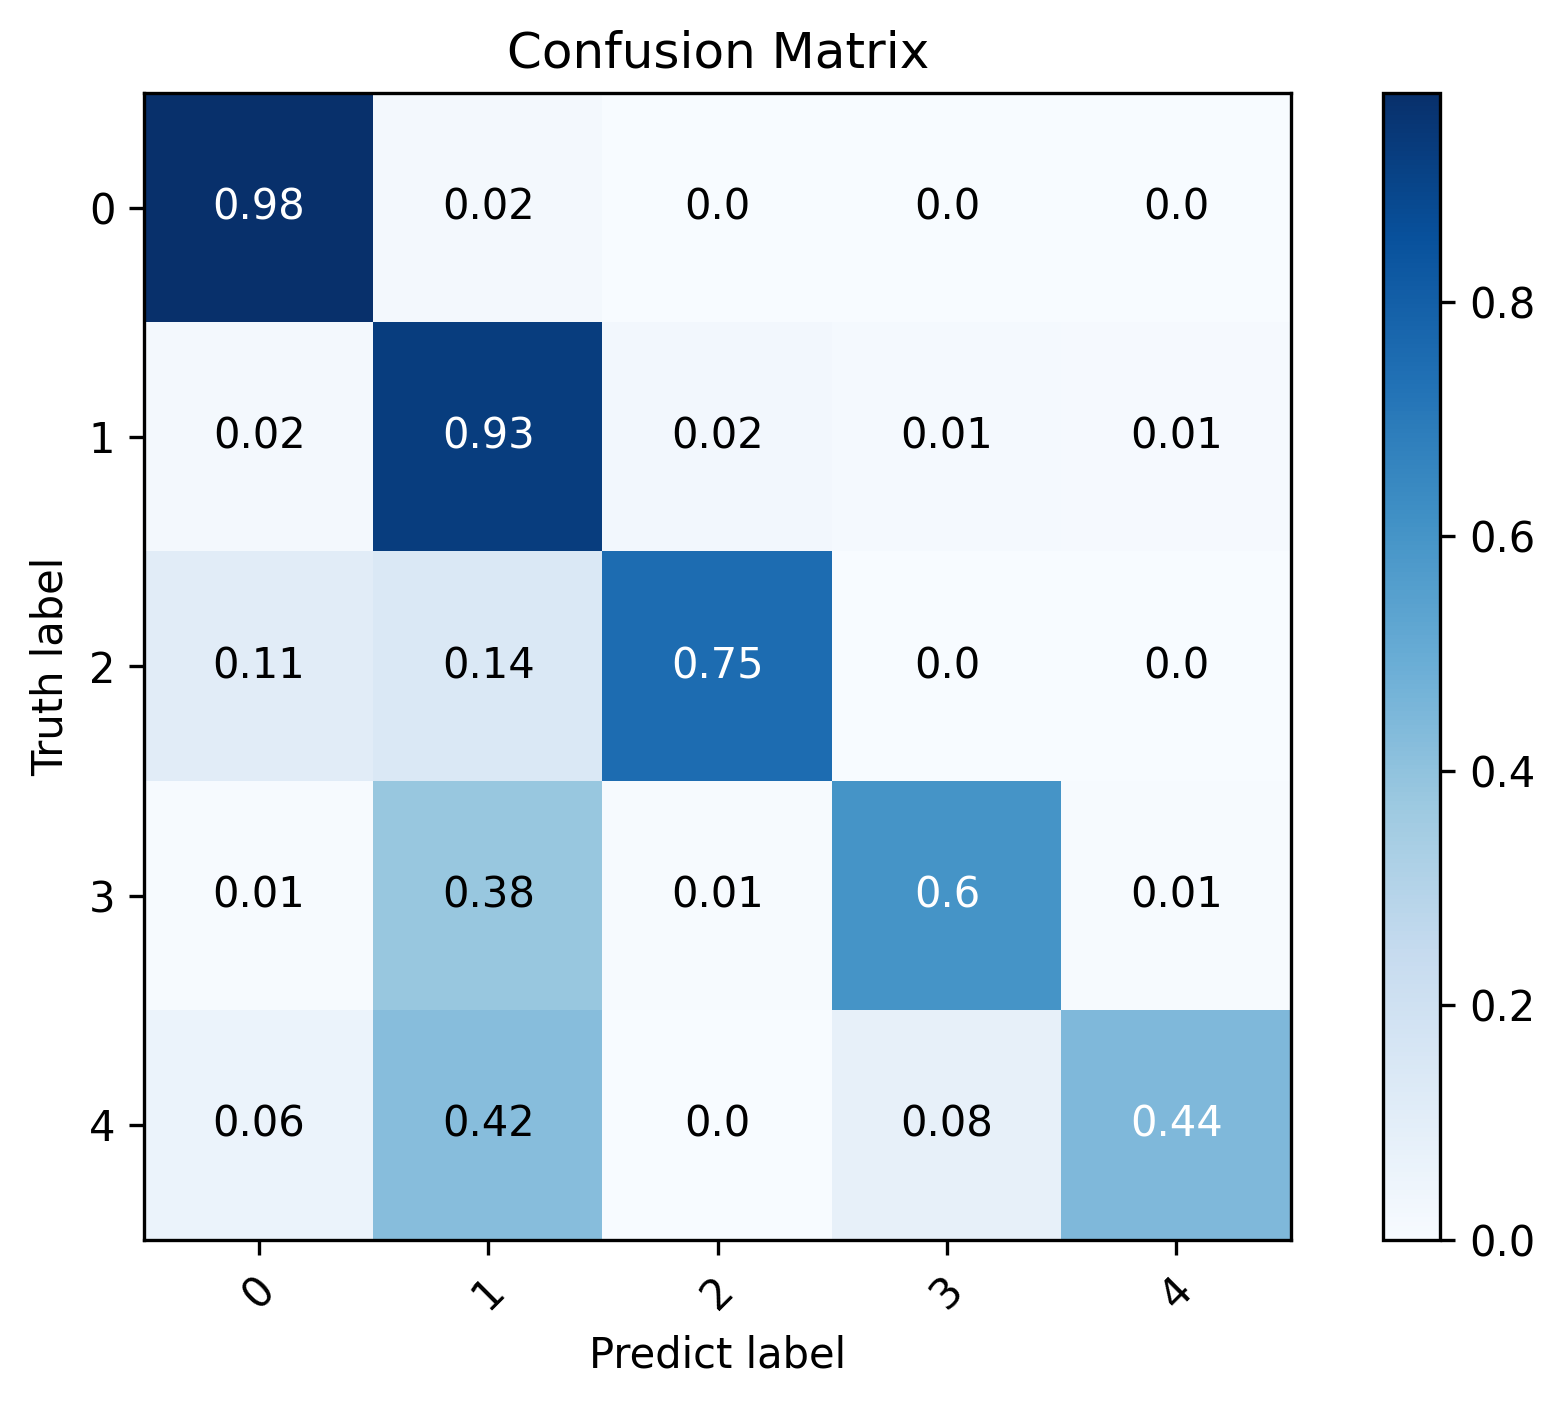 Confusion Matrix
0 0.98 0.02 0.0 0.0 0.0
1 0.02 0.93 0.02 0.01 0.01
2 0.11 0.14 0.75 0.0 0.0
3 0.01 0.38 0.01 0.6 0.01
4 0.06 0.42 0.0 0.08 0.44
0 1 2 3 4
Predict label
Truth label
0.8
0.6
0.4
0.2
0.0